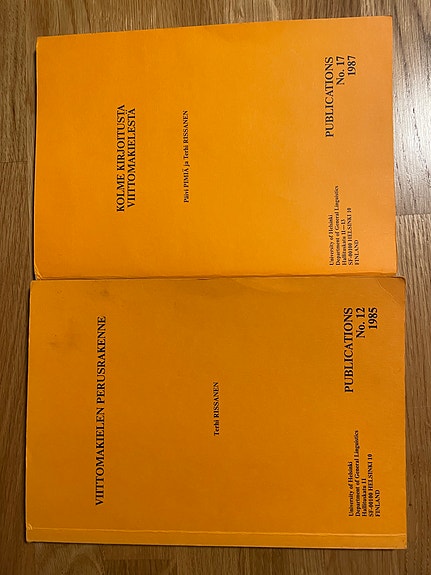 KOLME KIRJOITUSTA
VIITTOMAKIELESTÄ
Päivi PIMIÄ ja Terhi RISSANEN
University of Helsinki
Department of General Linguistics
Hallituskatu 11—13
SF-00100 HELSINKI 10
FINLAND
PUBLICATIONS
No. 17
1987
VIITTOMAKIELEN PERUSRAKENNE
Terhi RISSANEN
University of Helsinki
Department of General Linguistics
Hallituskatu 11
SF-00100 HELSINKI 10
FINLAND
PUBLICATIONS
No. 12
1985